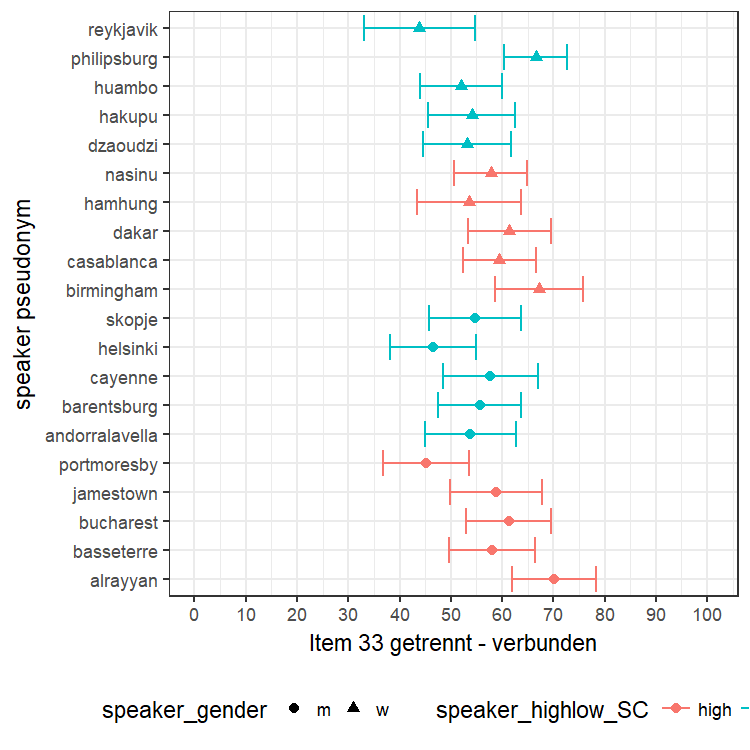 reykjavik
philipsburg
huambo
hakupu
dzaoudzi
nasinu
hamhung
dakar
casablanca
birmingham
skopje
helsinki
cayenne
barentsburg
andorralavella
portmoresby
jamestown
bucharest
basseterre
alrayyan
speaker pseudonym
0 10 20 30 40 50 60 70 80 90 100
Item 33 getrennt - verbunden
speaker_gender m w speaker_highlow_SC high